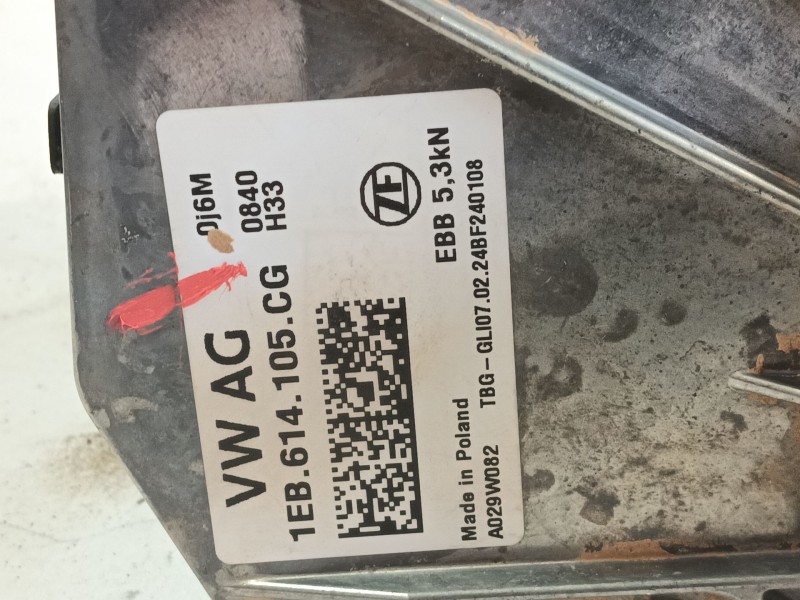 VW AG
0j6M
1EB.614.105.CG
0840
H33
ZF
EBB 5,3kN
Made in Poland
A029W082
TBG – GLI07.02.24BF240108